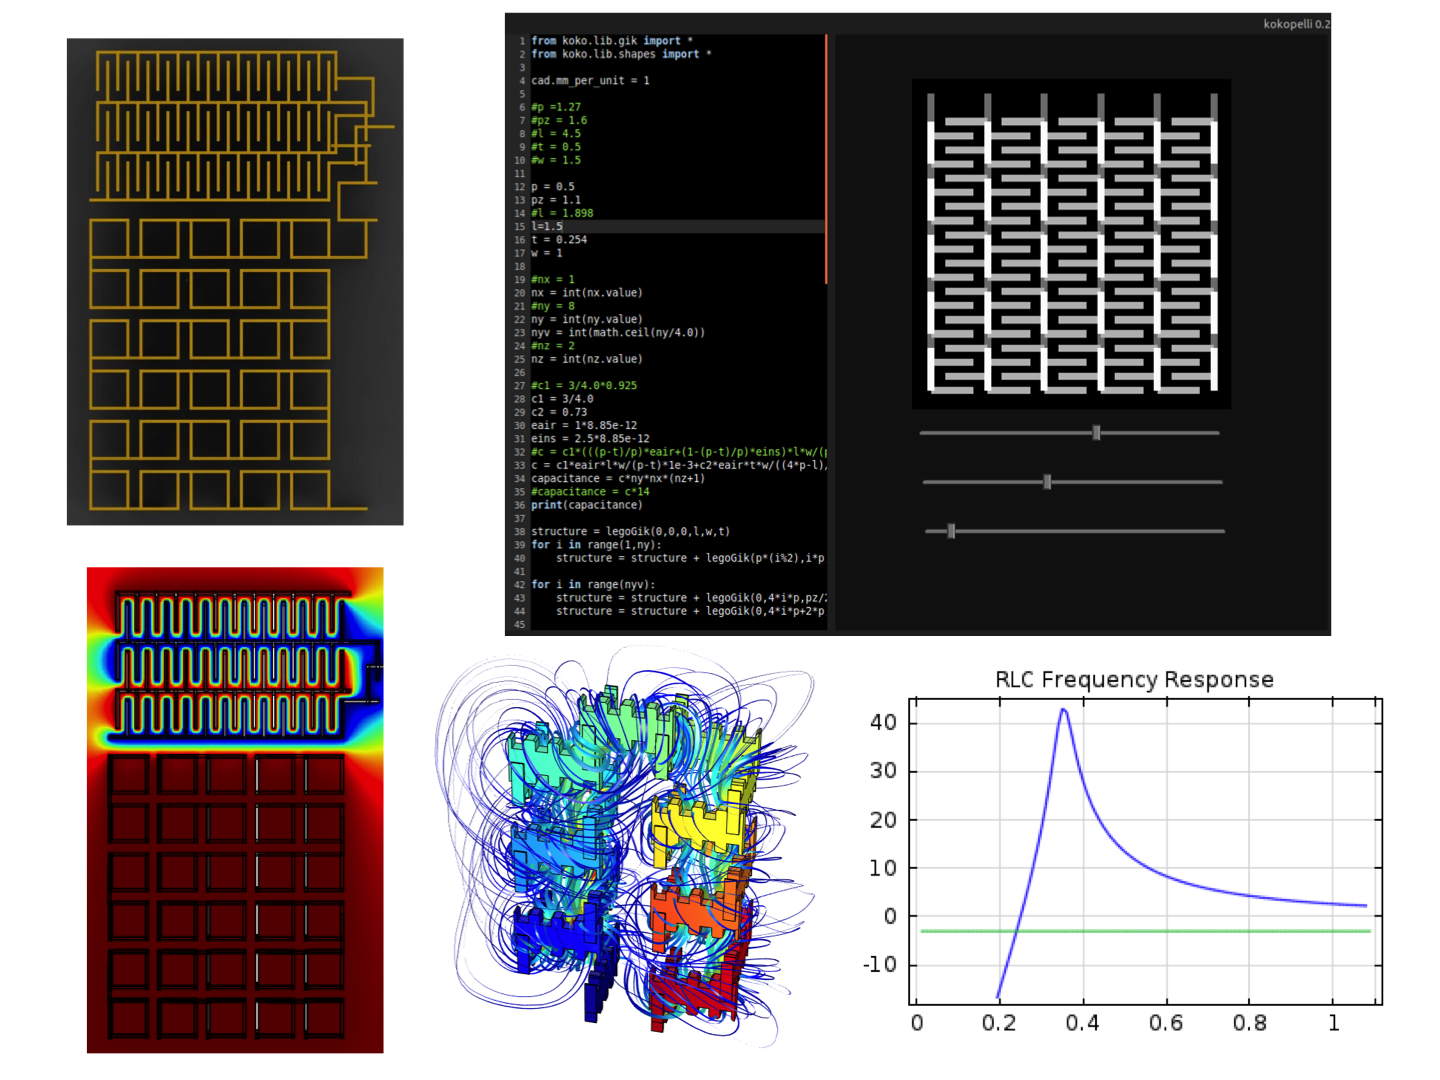 kokopelli 0.2
1 from koko.lib.gik import *
2 from koko.lib.shapes import *
3
4 cad.mm_per_unit = 1
5
6 #p =1.27
7 #pz = 1.6
8 #l = 4.5
9 #t = 0.5
10 #w = 1.5
11
12 p = 0.5
13 pz = 1.1
14 #l = 1.898
15 l=1.5
16 t = 0.254
17 w = 1
18
19 #nx = 1
20 nx = int(nx.value)
21 #ny = 8
22 ny = int(ny.value)
23 nyv = int(math.ceil(ny/4.0))
24 #nz = 2
25 nz = int(nz.value)
26
27 #c1 = 3/4.0*0.925
28 c1 = 3/4.0
29 c2 = 0.73
30 eair = 1*8.85e-12
31 eins = 2.5*8.85e-12
32 #c = c1*(((p-t)/p)*eair+(1-(p-t)/p)*eins)*l*w/(p
33 c = c1*eair*l*w/(p-t)*1e-3+c2*eair*t*w/((4*p-l)/
34 capacitance = c*ny*nx*(nz+1)
35 #capacitance = c*14
36 print(capacitance)
37
38 structure = legoGik(0,0,0,l,w,t)
39 for i in range(1,ny):
40 structure = structure + legoGik(p*(i%2),i*p
41
42 for i in range(nyv):
43 structure = structure + legoGik(0,4*i*p,pz/2
44 structure = structure + legoGik(0,4*i*p+2*p
45
RLC Frequency Response
40
30
20
10
0
-10
0 0.2 0.4 0.6 0.8 1